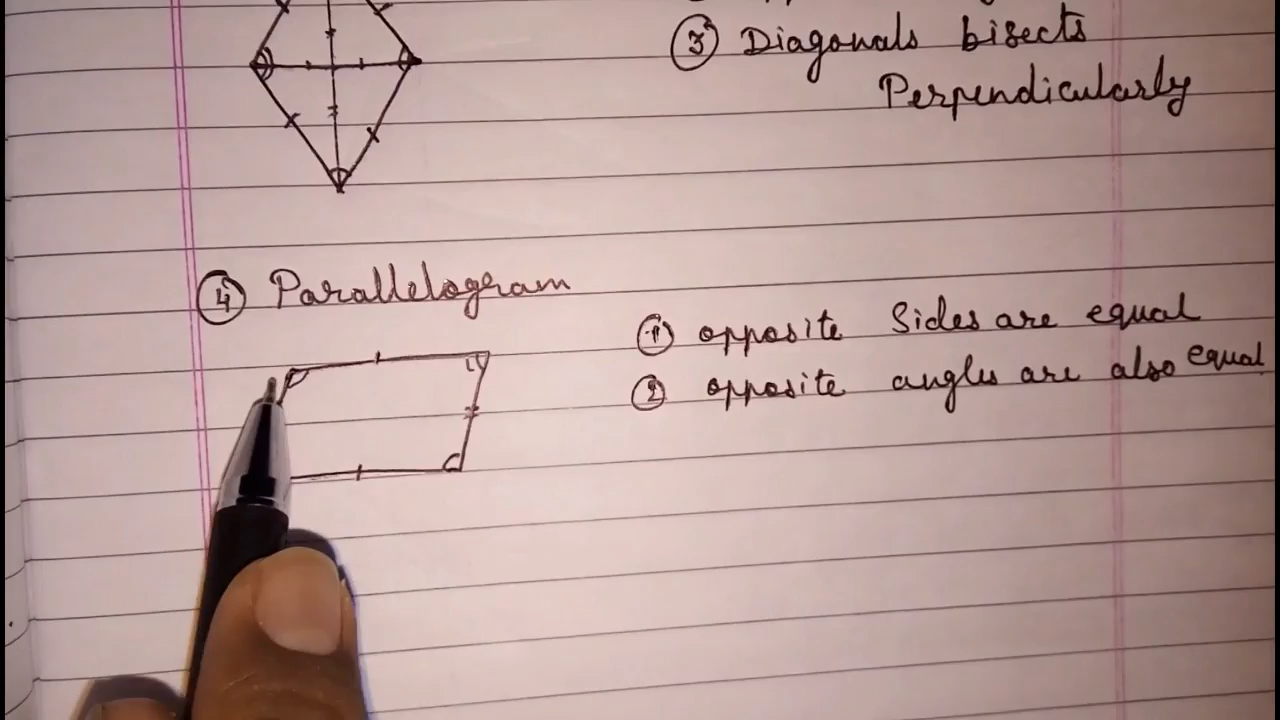 ③ Diagonals bisects
Perpendicularly
④ Parallelogram
① opposite Sides are equal
② opposite angles are also equal